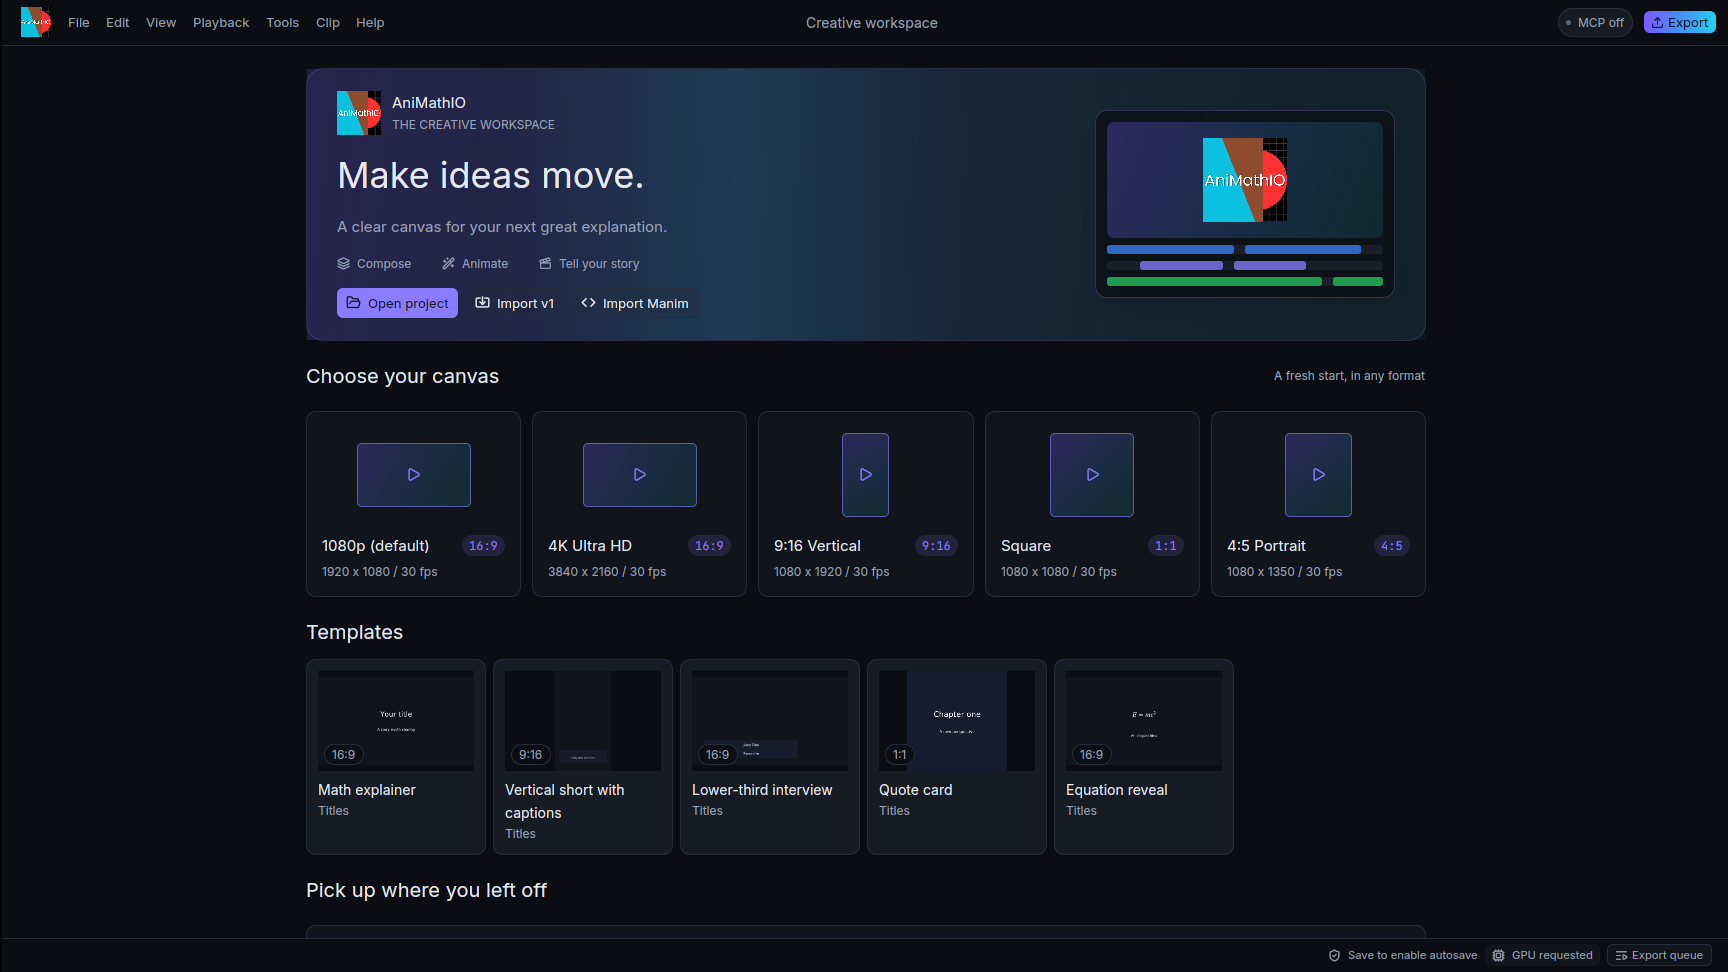 AniMathIO
File
Edit
View
Playback
Tools
Clip
Help
Creative workspace
MCP off
Export
AniMathIO
AniMathIO
THE CREATIVE WORKSPACE
Make ideas move.
A clear canvas for your next great explanation.
Compose
Animate
Tell your story
Open project
Import v1
Import Manim
AniMathIO
Choose your canvas
A fresh start, in any format
1080p (default)
16:9
1920 x 1080 / 30 fps
4K Ultra HD
16:9
3840 x 2160 / 30 fps
9:16 Vertical
9:16
1080 x 1920 / 30 fps
Square
1:1
1080 x 1080 / 30 fps
4:5 Portrait
4:5
1080 x 1350 / 30 fps
Templates
Your title
A story worth sharing
16:9
Math explainer
Titles
9:16
Vertical short with
captions
Titles
16:9
Lower-third interview
Titles
Chapter one
1:1
Quote card
Titles
E = mc²
16:9
Equation reveal
Titles
Pick up where you left off
Save to enable autosave
GPU requested
Export queue